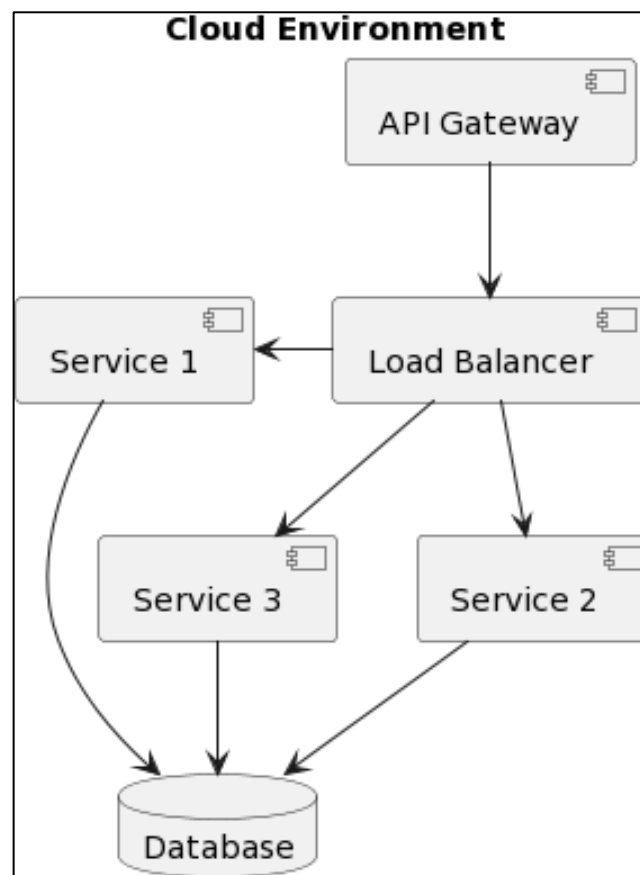 Cloud Environment
API Gateway
Service 1
Load Balancer
Service 3
Service 2
Database